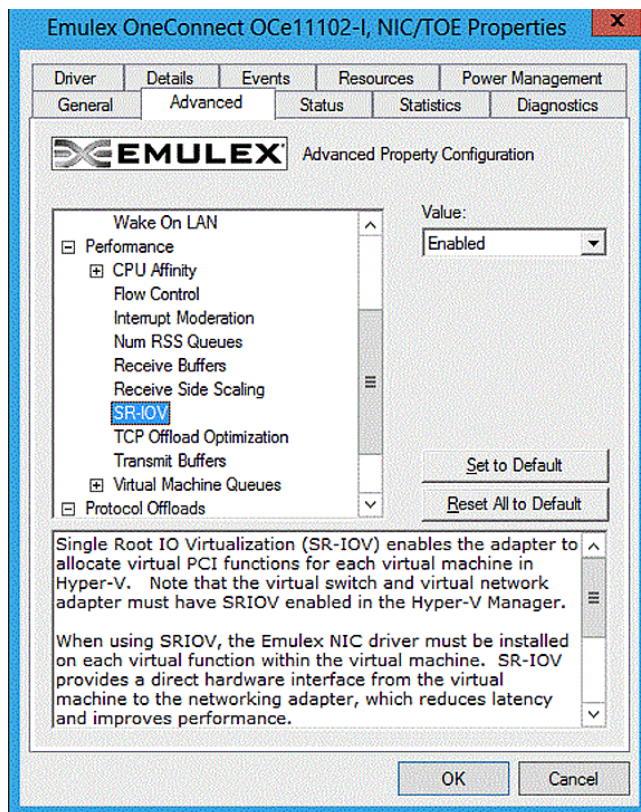 Emulex OneConnect OCe11102-I, NIC/TOE Properties
x
Driver Details Events Resources Power Management
General Advanced Status Statistics Diagnostics
EMULEX Advanced Property Configuration
Value:
Enabled
Wake On LAN
Performance
CPU Affinity
Flow Control
Interrupt Moderation
Num RSS Queues
Receive Buffers
Receive Side Scaling
SR-IOV
TCP Offload Optimization
Transmit Buffers
Virtual Machine Queues
Protocol Offloads
Set to Default
Reset All to Default
Single Root IO Virtualization (SR-IOV) enables the adapter to
allocate virtual PCI functions for each virtual machine in
Hyper-V. Note that the virtual switch and virtual network
adapter must have SRIOV enabled in the Hyper-V Manager.
When using SRIOV, the Emulex NIC driver must be installed
on each virtual function within the virtual machine. SR-IOV
provides a direct hardware interface from the virtual
machine to the networking adapter, which reduces latency
and improves performance.
OK Cancel